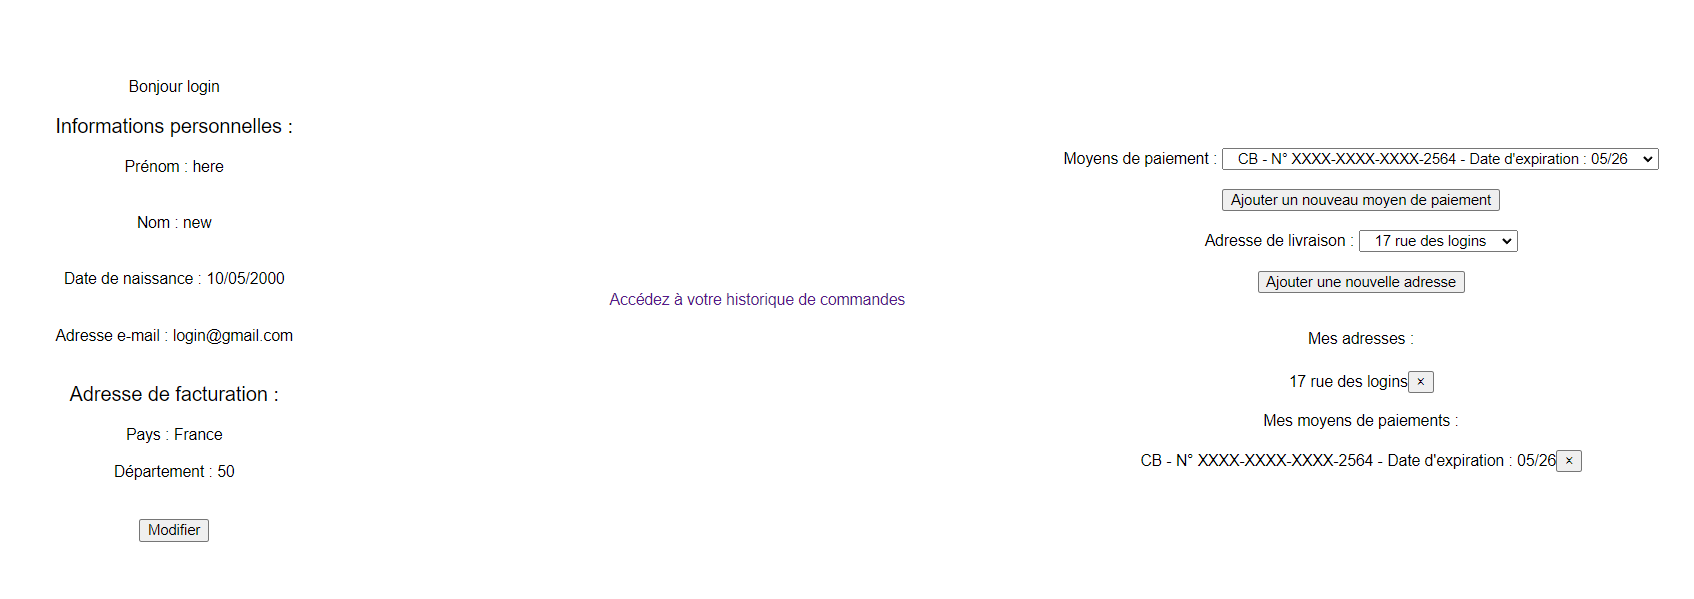 Bonjour login
Informations personnelles :
Prénom : here
Nom : new
Date de naissance : 10/05/2000
Adresse e-mail : login@gmail.com
Adresse de facturation :
Pays : France
Département : 50
Modifier
Accédez à votre historique de commandes
Moyens de paiement : CB - N° XXXX-XXXX-XXXX-2564 - Date d'expiration : 05/26
Ajouter un nouveau moyen de paiement
Adresse de livraison : 17 rue des logins
Ajouter une nouvelle adresse
Mes adresses :
17 rue des logins ×
Mes moyens de paiements :
CB - N° XXXX-XXXX-XXXX-2564 - Date d'expiration : 05/26 ×